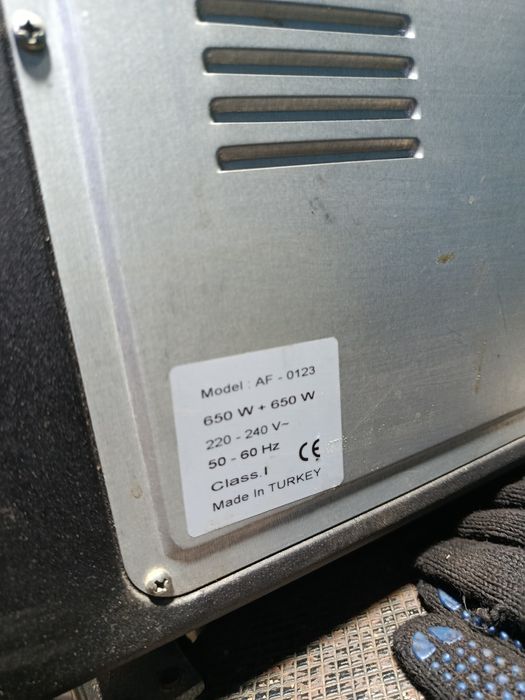 Model : AF - 0123
650 W + 650 W
220 - 240 V~
50 - 60 Hz CE
Class.I
Made In TURKEY